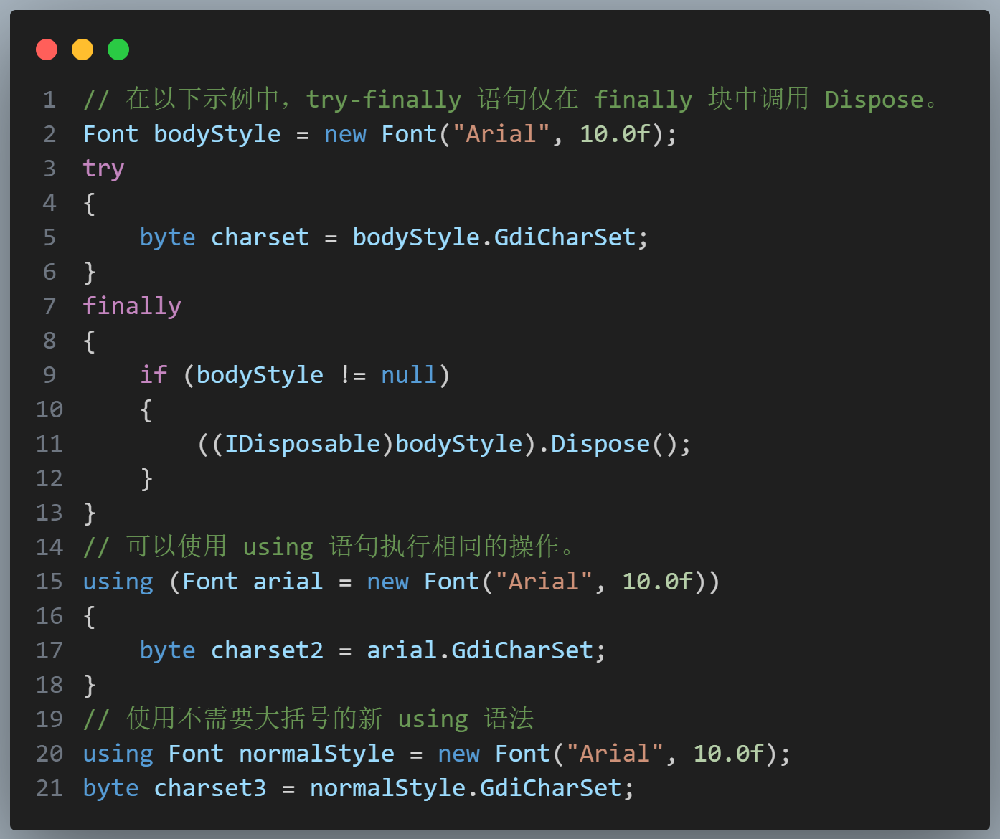 1 // 在以下示例中，try-finally 语句仅在 finally 块中调用 Dispose。
2 Font bodyStyle = new Font("Arial", 10.0f);
3 try
4 {
5     byte charset = bodyStyle.GdiCharSet;
6 }
7 finally
8 {
9     if (bodyStyle != null)
10     {
11         ((IDisposable)bodyStyle).Dispose();
12     }
13 }
14 // 可以使用 using 语句执行相同的操作。
15 using (Font arial = new Font("Arial", 10.0f))
16 {
17     byte charset2 = arial.GdiCharSet;
18 }
19 // 使用不需要大括号的新 using 语法
20 using Font normalStyle = new Font("Arial", 10.0f);
21 byte charset3 = normalStyle.GdiCharSet;